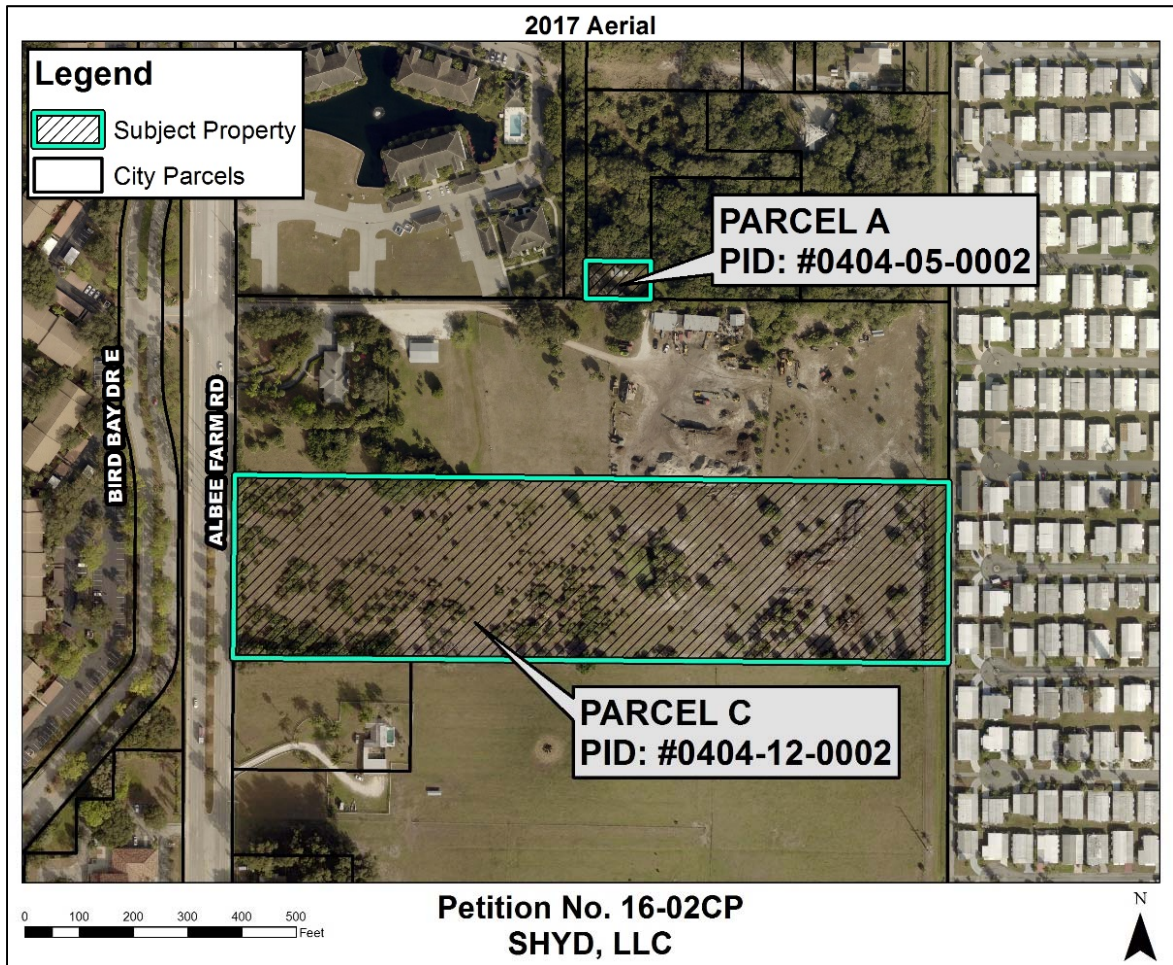 2017 Aerial
Legend
Subject Property
City Parcels
PARCEL A
PID: #0404-05-0002
BIRD BAY DR E
ALBEE FARM RD
PARCEL C
PID: #0404-12-0002
0 100 200 300 400 500
Feet
Petition No. 16-02CP
SHYD, LLC
N